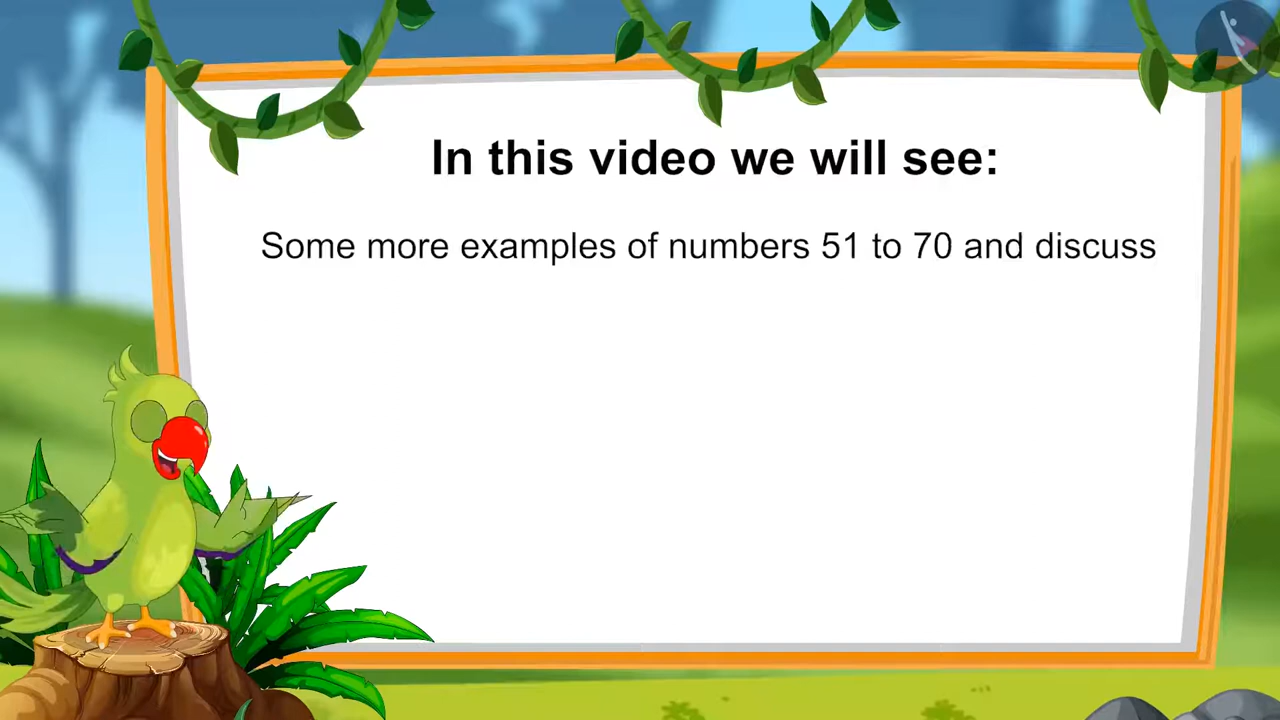 In this video we will see:
Some more examples of numbers 51 to 70 and discuss